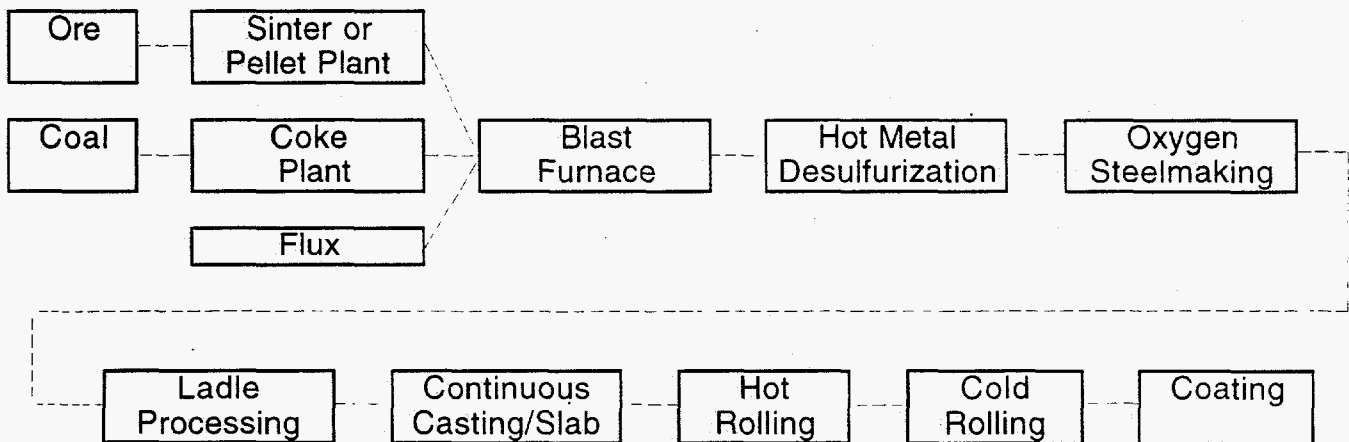 Ore
Sinter or
Pellet Plant
Coal
Coke
Plant
Blast
Furnace
Hot Metal
Desulfurization
Oxygen
Steelmaking
Flux
Ladle
Processing
Continuous
Casting/Slab
Hot
Rolling
Cold
Rolling
Coating